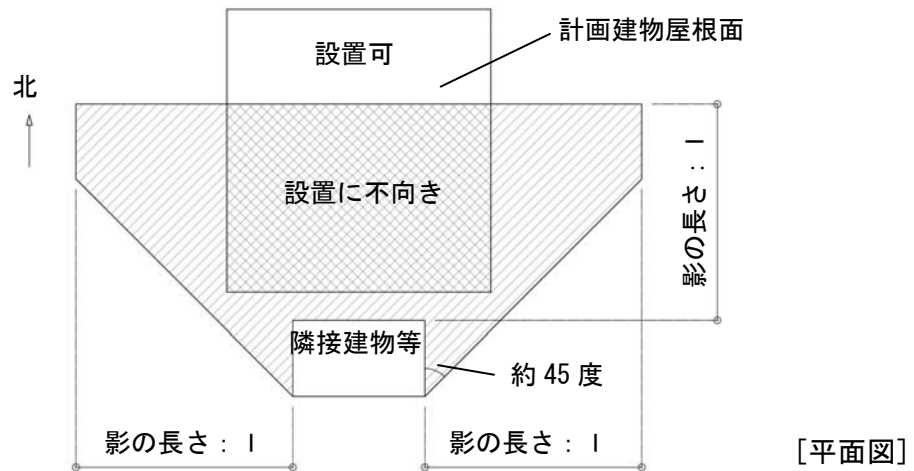 計画建物屋根面
設置可
北
設置に不向き
影の長さ：l
隣接建物等
約45度
影の長さ：l
影の長さ：l
[平面図]